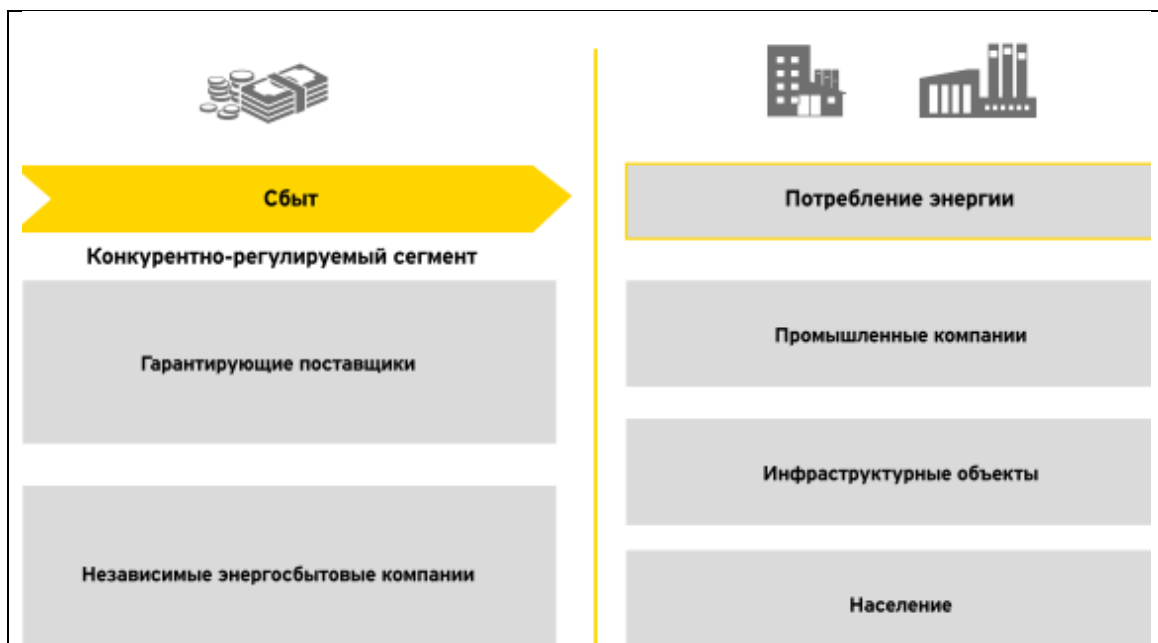 Сбыт
Конкурентно-регулируемый сегмент
Гарантирующие поставщики
Независимые энергосбытовые компании
Потребление энергии
Промышленные компании
Инфраструктурные объекты
Население